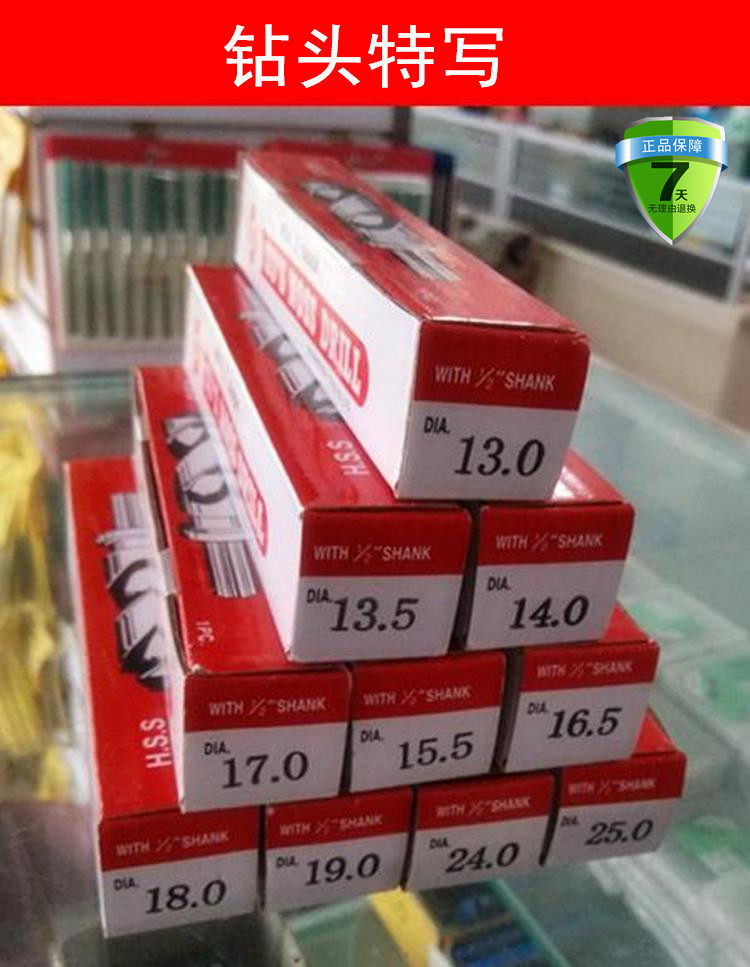 钻头特写
正品保障
7天
无理由退换
DRILL
WITH 1/2" SHANK
DIA. 13.0
H.S.S
WITH 1/2" SHANK
DIA. 13.5
WITH 1/2" SHANK
DIA. 14.0
1PC.
WITH 1/2" SHANK
DIA. 17.0
WITH 1/2" SHANK
DIA. 15.5
WITH 1/2" SHANK
DIA. 16.5
H.S.S
WITH 1/2" SHANK
DIA. 18.0
WITH 1/2" SHANK
DIA. 19.0
WITH 1/2" SHANK
DIA. 24.0
WITH 1/2" SHANK
DIA. 25.0